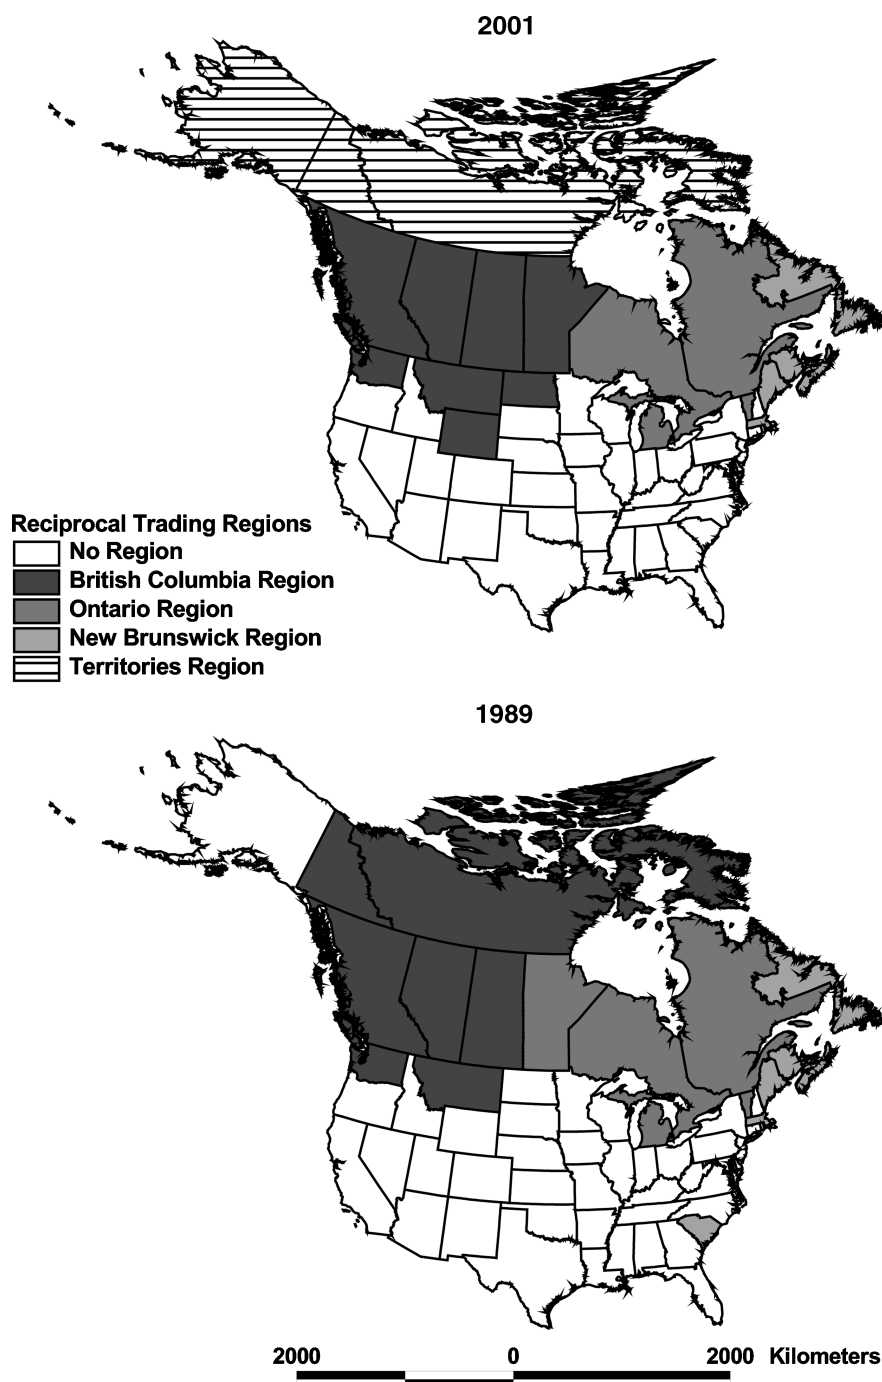 2001
Reciprocal Trading Regions
No Region
British Columbia Region
Ontario Region
New Brunswick Region
Territories Region
1989
2000 0 2000 Kilometers